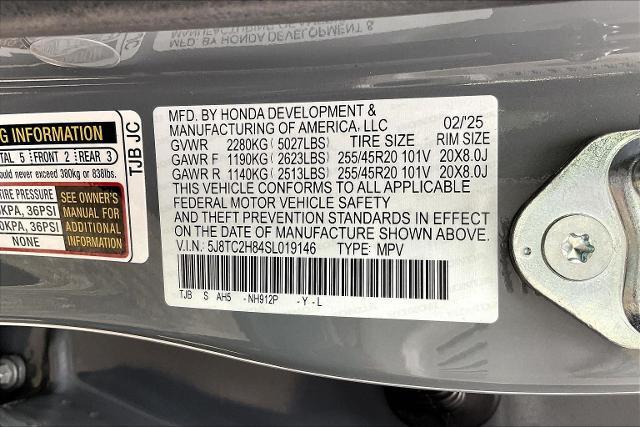 & HONDA DEVELOPMENT &
G INFORMATION
TAL 5 FRONT 2 REAR 3
ould never exceed 380kg or 838lbs.
RE PRESSURE
KPA, 36PSI
0KPA, 36PSI
NONE
SEE OWNER'S
MANUAL FOR
ADDITIONAL
INFORMATION
TJB JC
MFD. BY HONDA DEVELOPMENT &
MANUFACTURING OF AMERICA, LLC 02/'25
GVWR 2280KG(5027LBS) TIRE SIZE RIM SIZE
GAWR F 1190KG(2623LBS) 255/45R20 101V 20X8.0J
GAWR R 1140KG(2513LBS) 255/45R20 101V 20X8.0J
THIS VEHICLE CONFORMS TO ALL APPLICABLE
FEDERAL MOTOR VEHICLE SAFETY
AND THEFT PREVENTION STANDARDS IN EFFECT
ON THE DATE OF MANUFACTURE SHOWN ABOVE.
V.I.N: 5J8TC2H84SL019146 TYPE: MPV
TJB S AH5 -NH912P -Y-L